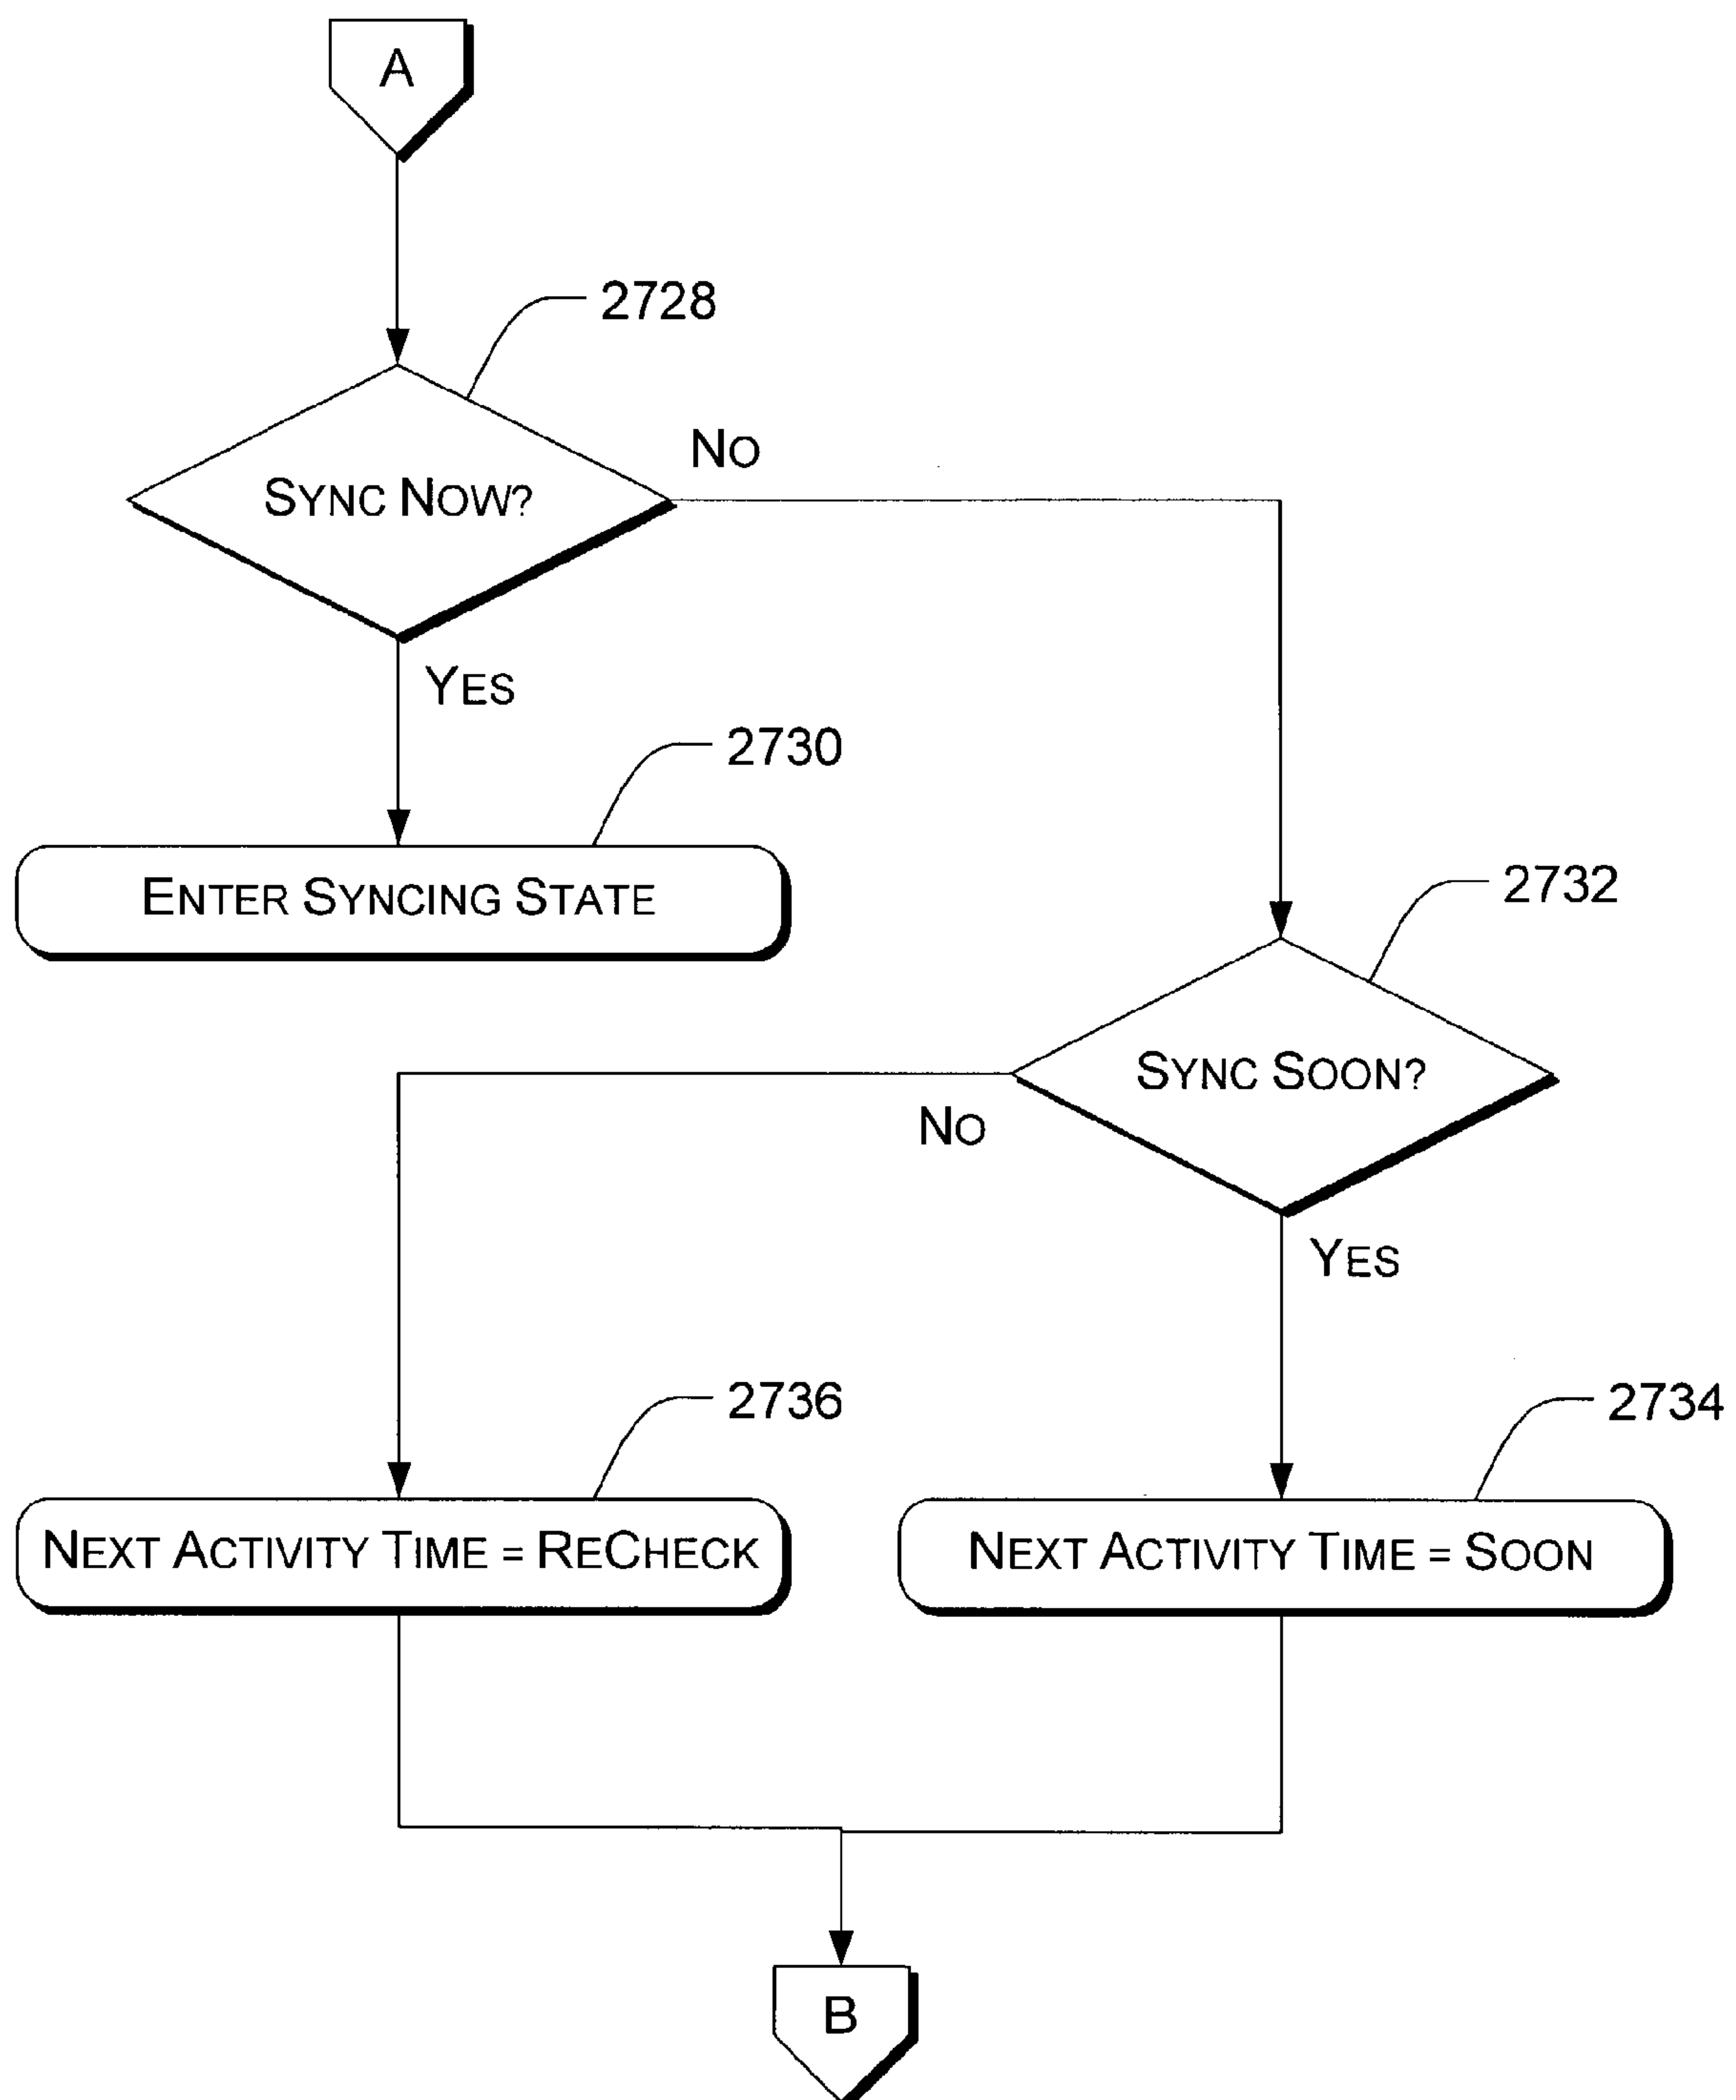 A
2728
SYNC NOW?
NO
YES
2730
ENTER SYNCING STATE
2732
SYNC SOON?
NO
YES
2736
2734
NEXT ACTIVITY TIME = RECHECK
NEXT ACTIVITY TIME = SOON
B